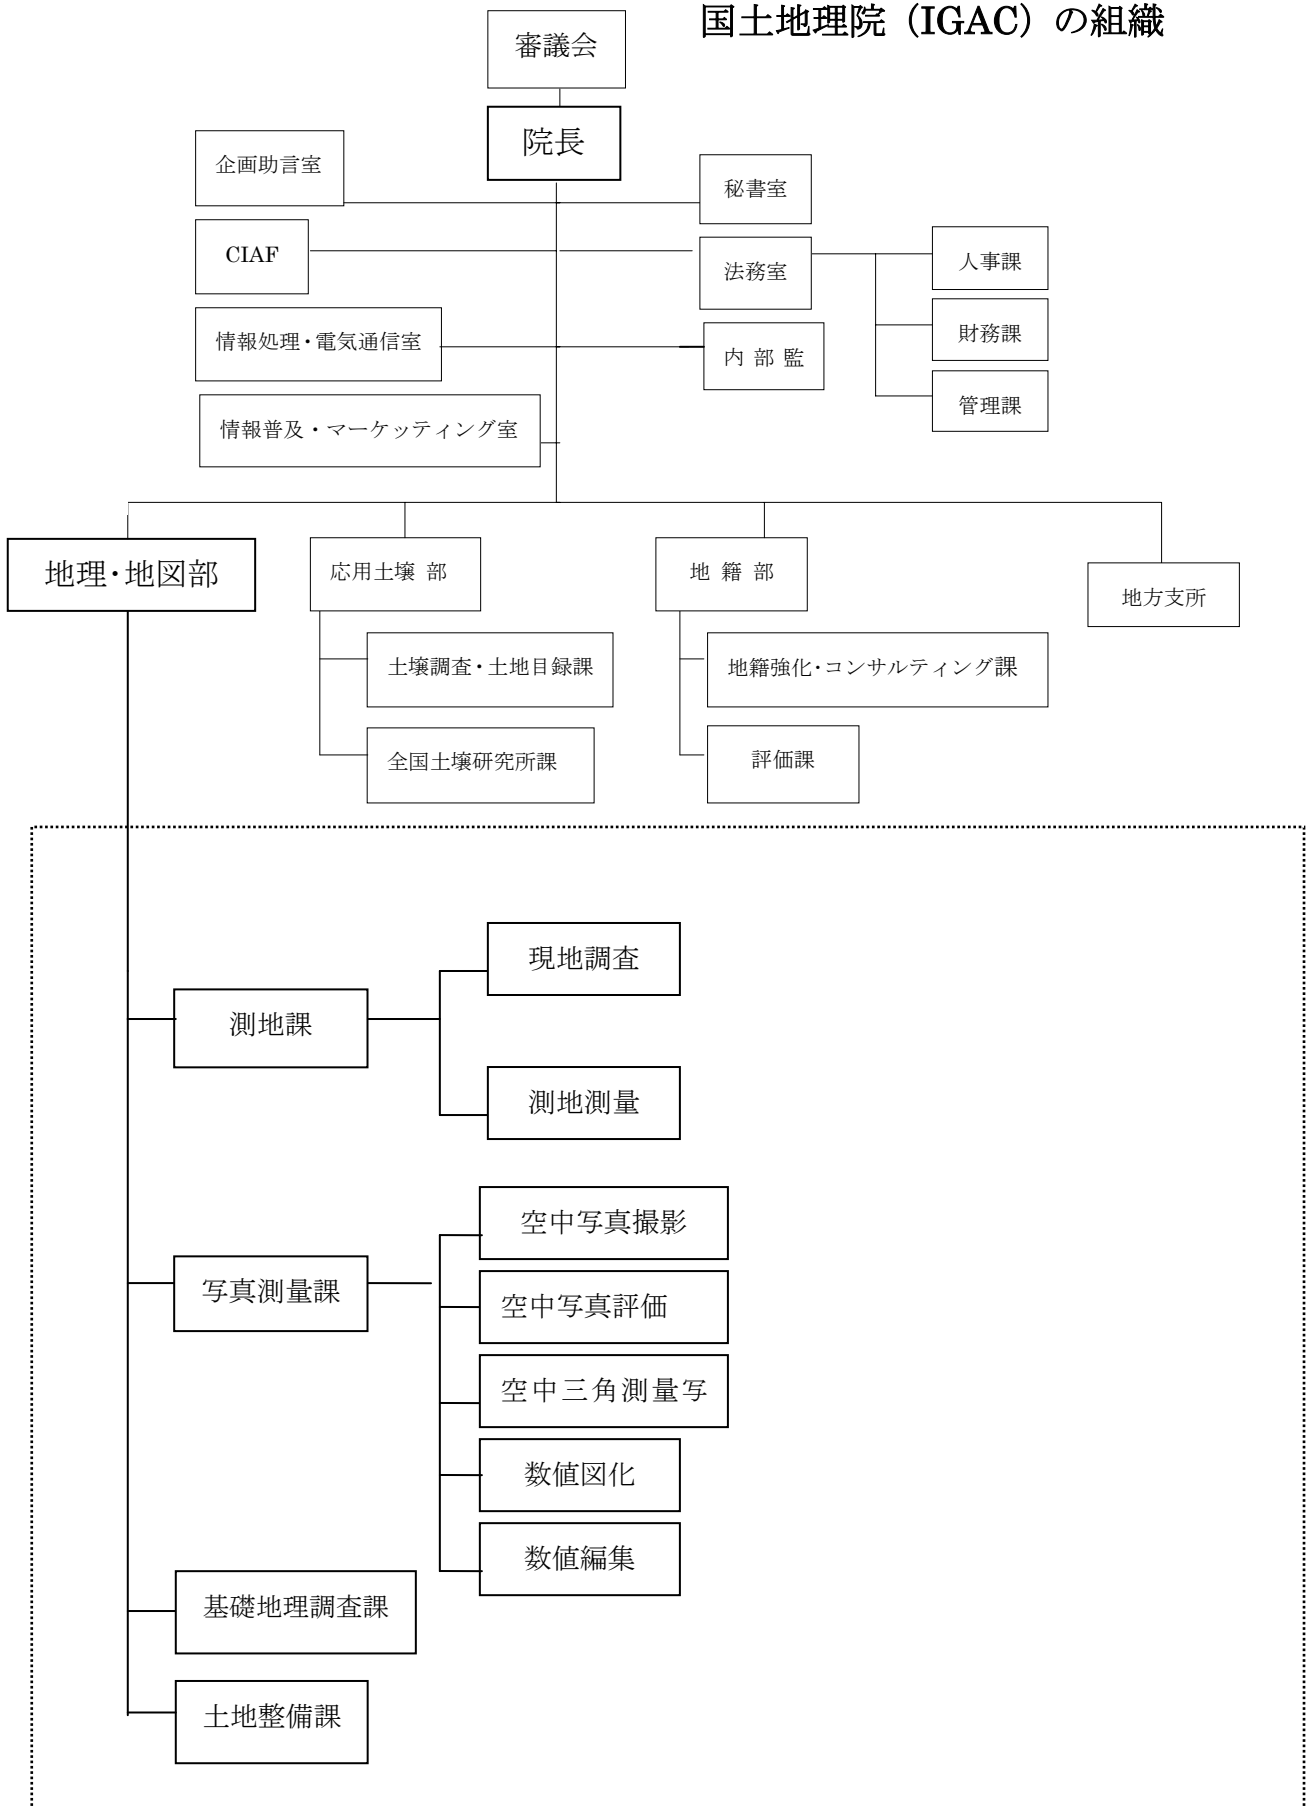 国土地理院（IGAC）の組織
審議会
院長
企画助言室
秘書室
CIAF
法務室
人事課
情報処理・電気通信室
内 部 監
財務課
情報普及・マーケッティング室
管理課
地理・地図部
応用土壌 部
地 籍 部
地方支所
土壌調査・土地目録課
地籍強化・コンサルティング課
全国土壌研究所課
評価課
現地調査
測地課
測地測量
空中写真撮影
写真測量課
空中写真評価
空中三角測量写
数値図化
数値編集
基礎地理調査課
土地整備課